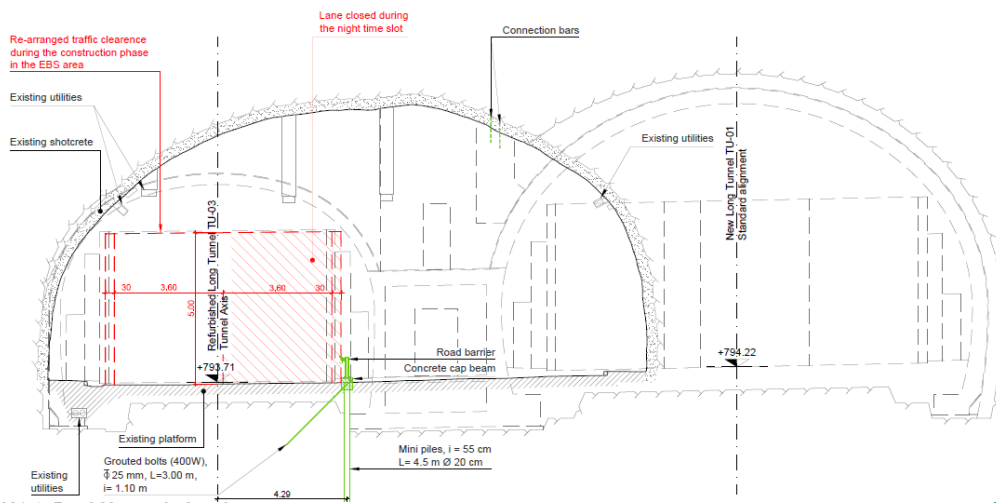 Lane closed during
the night time slot
Re-arranged traffic clearence
during the construction phase
in the EBS area
Connection bars
Existing utilities
Existing shotcrete
Existing utilities
Refurbished Long Tunnel TU-03
Tunnel Axis
New Long Tunnel TU-01
Standard alignment
30
3,60
3,60
30
5,00
+793.71
+794.22
Road barrier
Concrete cap beam
Existing platform
Existing
utilities
Grouted bolts (400W),
Φ 25 mm, L=3.00 m,
i= 1.10 m
Mini piles, i = 55 cm
L= 4.5 m Ø 20 cm
4.29